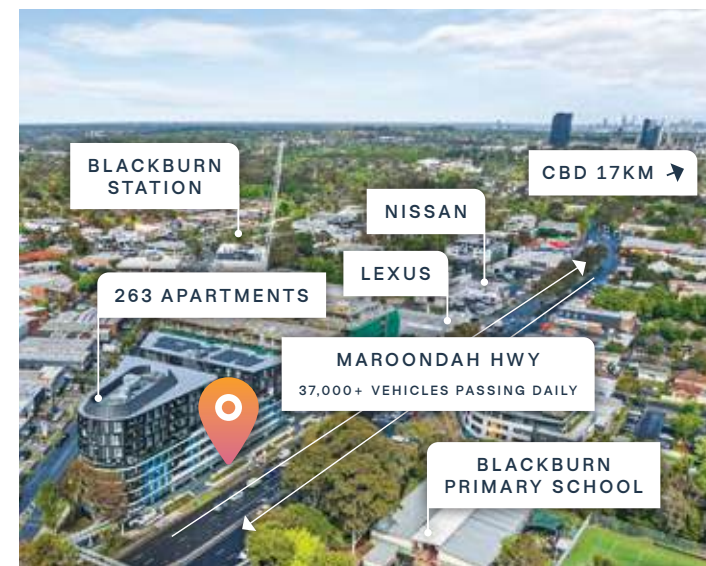 BLACKBURN
STATION
CBD 17KM
NISSAN
LEXUS
263 APARTMENTS
MAROONDAH HWY
37,000+ VEHICLES PASSING DAILY
BLACKBURN
PRIMARY SCHOOL